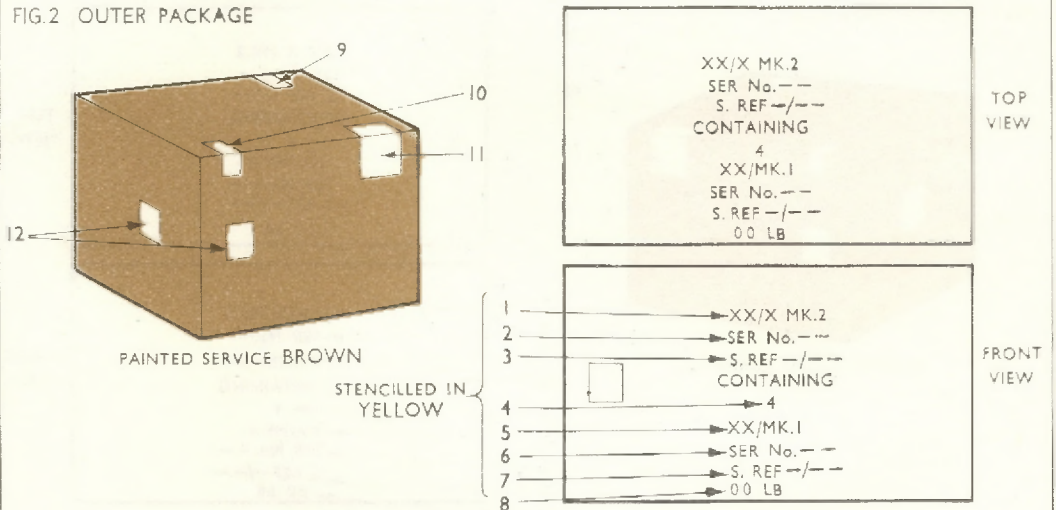 FIG.2 OUTER PACKAGE
9
10
11
12
PAINTED SERVICE BROWN
XX/X MK.2
SER No.——
S. REF —/——
CONTAINING
4
XX/MK.1
SER No.——
S. REF —/——
00 LB
TOP
VIEW
STENCILLED IN
YELLOW
1
2
3
4
5
6
7
8
XX/X MK.2
SER No.——
S. REF —/——
CONTAINING
4
XX/MK.1
SER No.——
S. REF —/——
00 LB
FRONT
VIEW